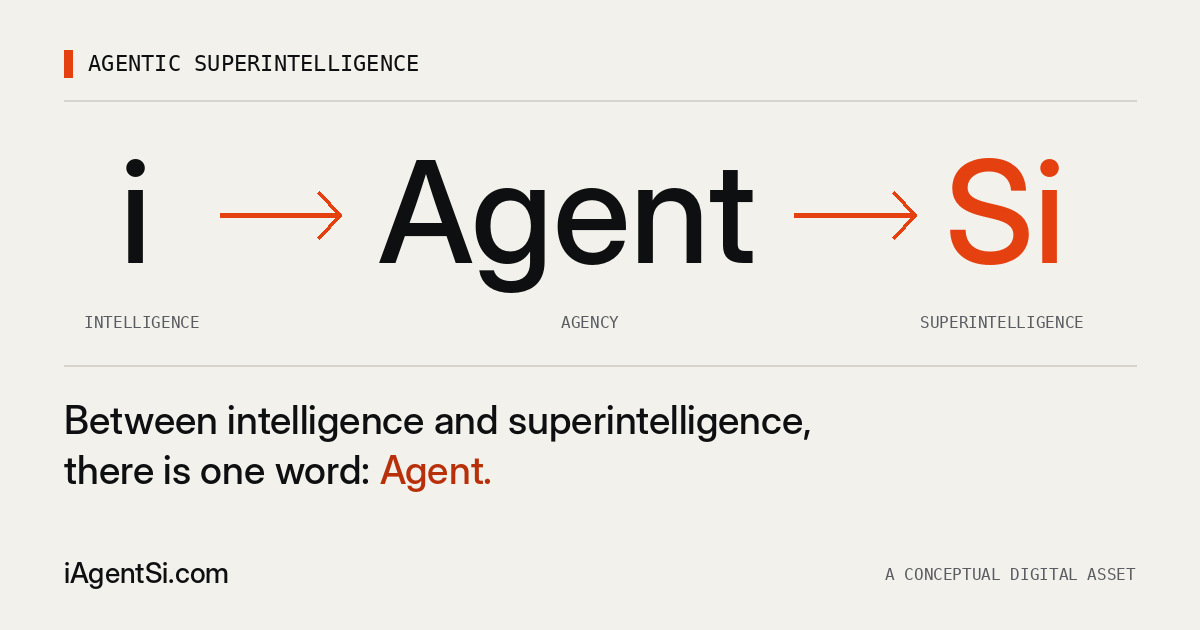 AGENTIC SUPERINTELLIGENCE
i → Agent → Si
INTELLIGENCE AGENCY SUPERINTELLIGENCE
Between intelligence and superintelligence,
there is one word: Agent.
iAgentSi.com
A CONCEPTUAL DIGITAL ASSET